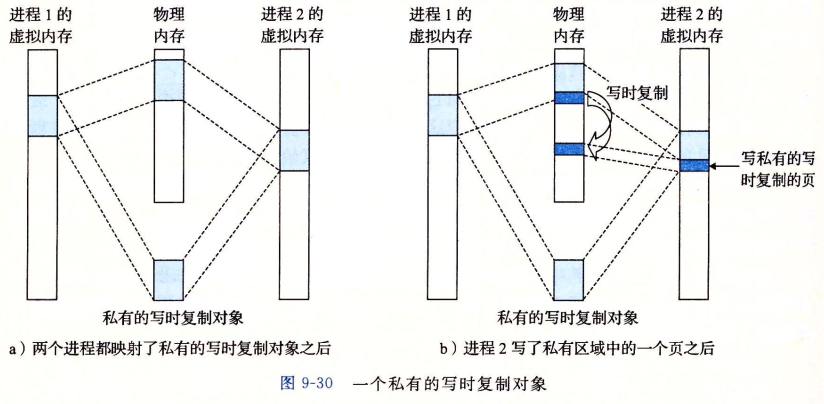 进程 1 的
虚拟内存
物理
内存
进程 2 的
虚拟内存
私有的写时复制对象
a）两个进程都映射了私有的写时复制对象之后
进程 1 的
虚拟内存
物理
内存
进程 2 的
虚拟内存
写时复制
写私有的写
时复制的页
私有的写时复制对象
b）进程 2 写了私有区域中的一个页之后
图 9-30 一个私有的写时复制对象